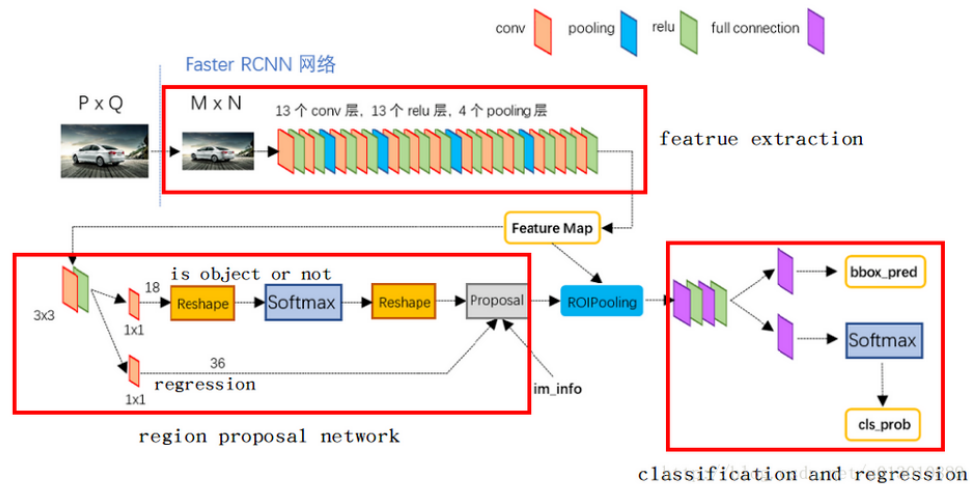 conv pooling relu full connection
Faster RCNN 网络
P x Q
M x N
13 个 conv 层, 13 个 relu 层, 4 个 pooling 层
featrue extraction
Feature Map
is object or not
18
Reshape
Softmax
Reshape
Proposal
ROIPooling
bbox_pred
3x3
1x1
36
regression
1x1
im_info
Softmax
cls_prob
region proposal network
classification and regression